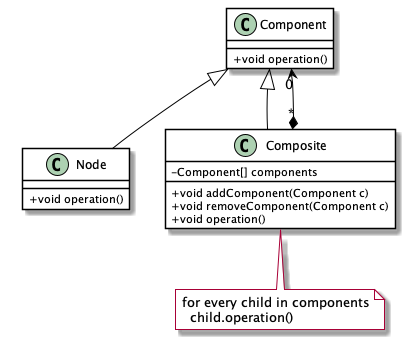 C Component
+void operation()
0
*
C Node
+void operation()
C Composite
-Component[] components
+void addComponent(Component c)
+void removeComponent(Component c)
+void operation()
for every child in components
child.operation()